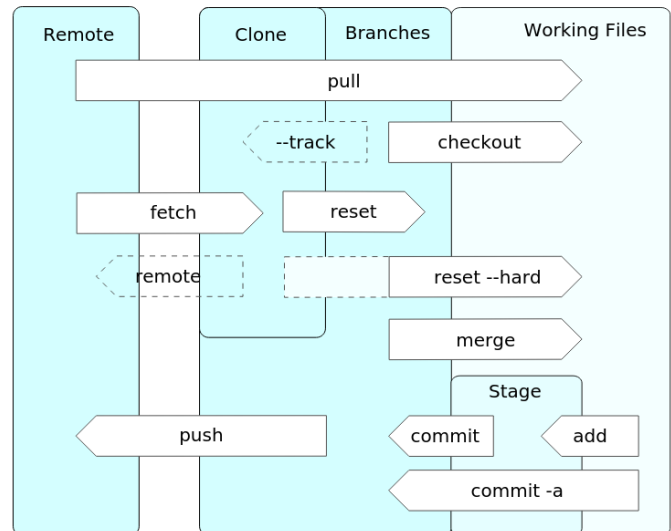 Remote
Clone
Branches
Working Files
pull
--track
checkout
fetch
reset
remote
reset --hard
merge
Stage
push
commit
add
commit -a